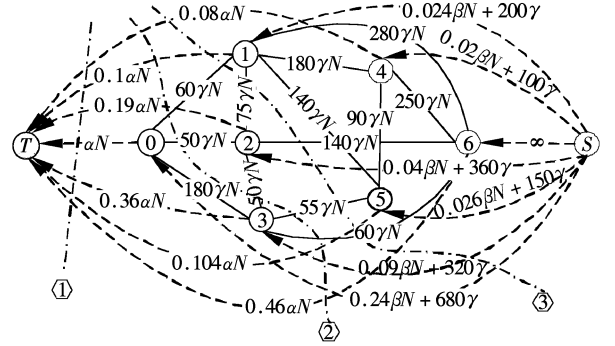 0.08αN
0.024βN+200γ
280γN
1
0.02βN+100γ
180γN
4
0.1αN
60γN
75γN
140γN
250γN
0.19αN
90γN
T
αN
0
50γN
2
140γN
6
∞
S
0.04βN+360γ
180γN
50γN
0.36αN
5
0.026βN+150γ
55γN
3
60γN
0.104αN
0.09βN+320γ
1
0.46αN
0.24βN+680γ
3
2